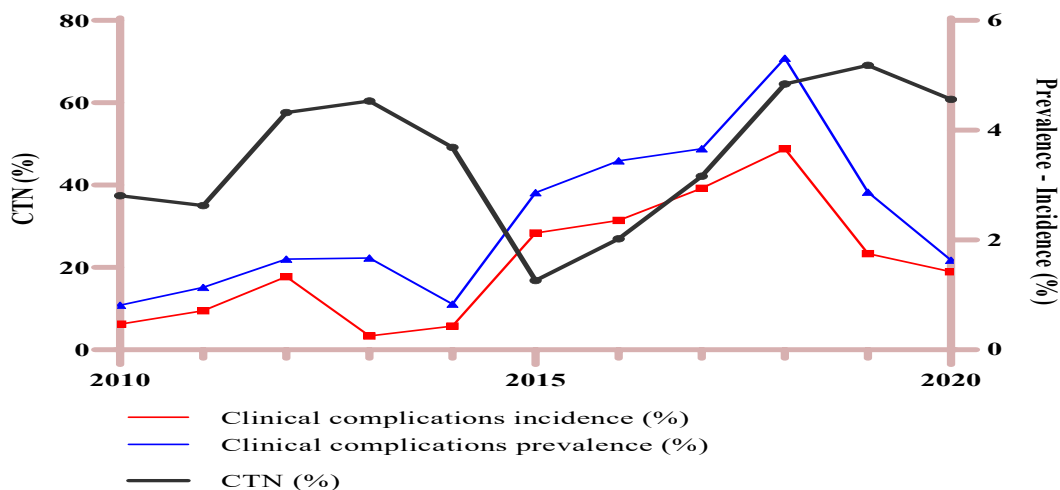 80
60
40
20
0
CTN (%)
6
4
2
0
Prevalence - Incidence (%)
2010
2015
2020
Clinical complications incidence (%)
Clinical complications prevalence (%)
CTN (%)